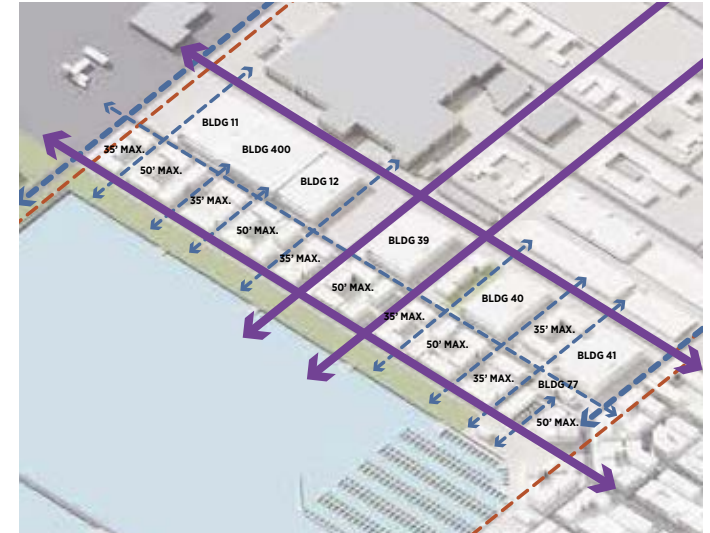 BLDG 11
35' MAX.
BLDG 400
50' MAX.
BLDG 12
35' MAX.
50' MAX.
BLDG 39
35' MAX.
50' MAX.
BLDG 40
35' MAX.
35' MAX.
50' MAX.
BLDG 41
35' MAX.
BLDG 77
50' MAX.